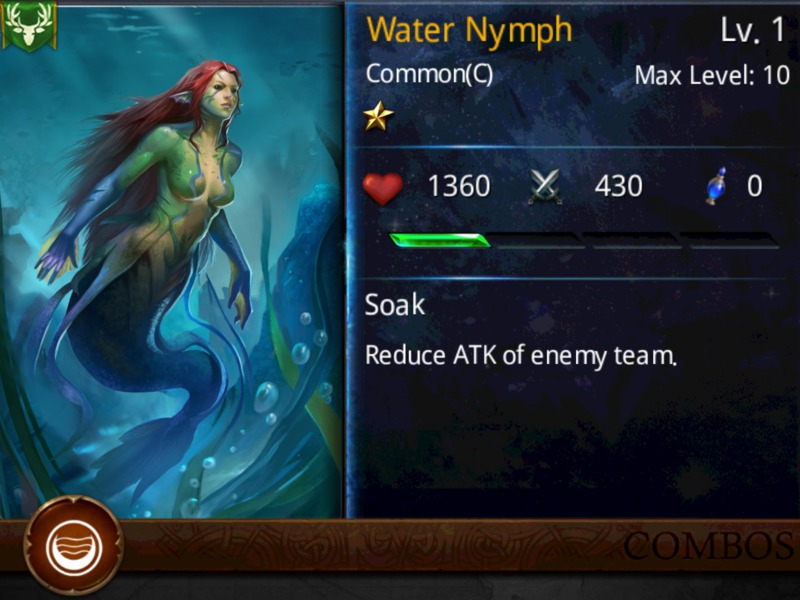 Water Nymph Lv. 1
Common(C) Max Level: 10
1360 430 0
Soak
Reduce ATK of enemy team.
COMBOS